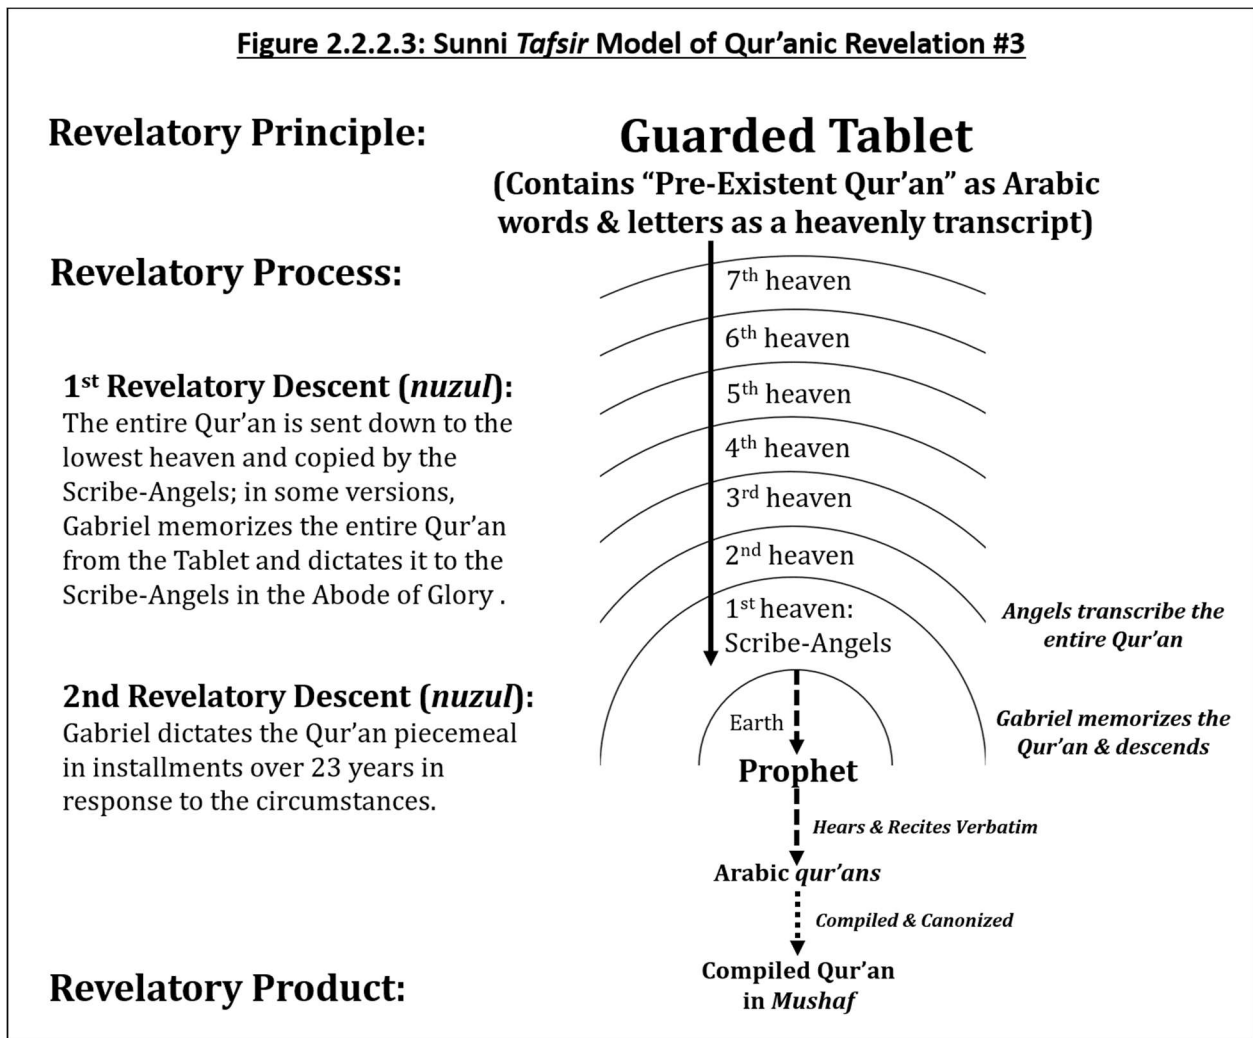 Figure 2.2.2.3: Sunni Tafsir Model of Qur’anic Revelation #3
Revelatory Principle:
Guarded Tablet
(Contains “Pre-Existent Qur’an” as Arabic
words & letters as a heavenly transcript)
Revelatory Process:
7th heaven
6th heaven
5th heaven
4th heaven
3rd heaven
2nd heaven
1st heaven:
Scribe-Angels
1st Revelatory Descent (nuzul):
The entire Qur’an is sent down to the
lowest heaven and copied by the
Scribe-Angels; in some versions,
Gabriel memorizes the entire Qur’an
from the Tablet and dictates it to the
Scribe-Angels in the Abode of Glory .
Angels transcribe the
entire Qur’an
2nd Revelatory Descent (nuzul):
Gabriel dictates the Qur’an piecemeal
in installments over 23 years in
response to the circumstances.
Earth
Gabriel memorizes the
Qur’an & descends
Prophet
Hears & Recites Verbatim
Arabic qur’ans
Compiled & Canonized
Revelatory Product:
Compiled Qur’an
in Mushaf